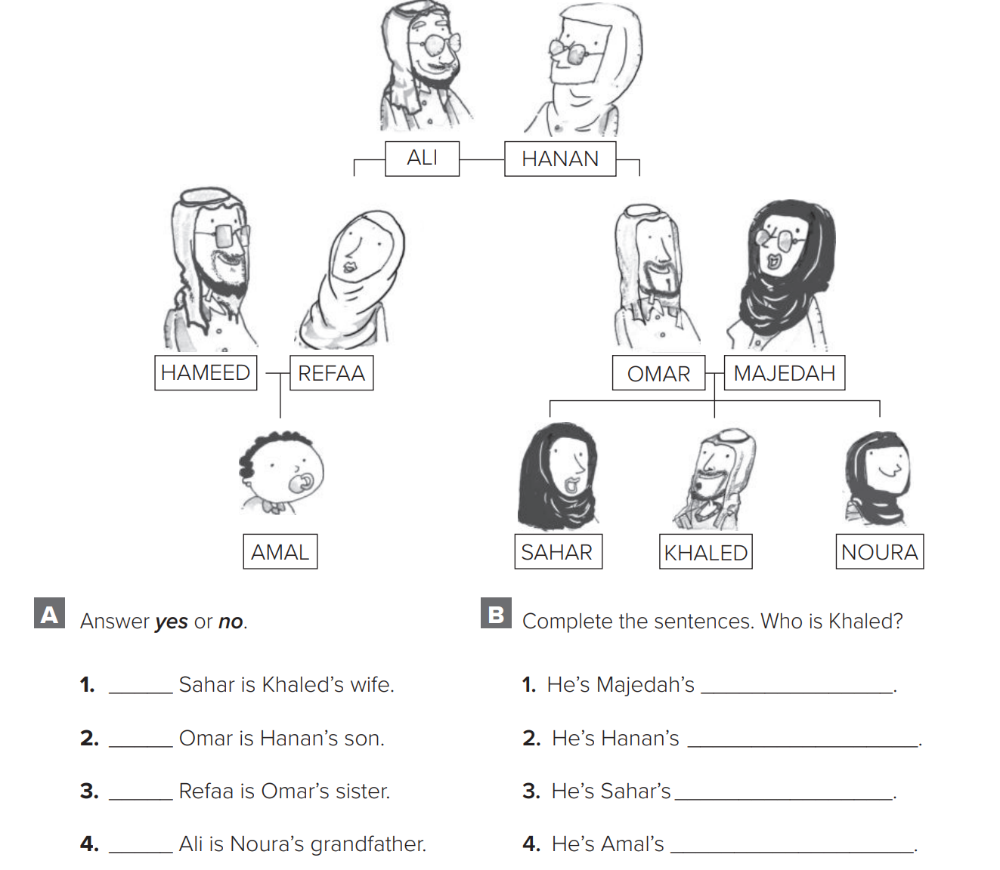 ALI HANAN
HAMEED REFAA OMAR MAJEDAH
AMAL SAHAR KHALED NOURA
A Answer yes or no.
1. ______ Sahar is Khaled’s wife.
2. ______ Omar is Hanan’s son.
3. ______ Refaa is Omar’s sister.
4. ______ Ali is Noura’s grandfather.
B Complete the sentences. Who is Khaled?
1. He’s Majedah’s __________________.
2. He’s Hanan’s ______________________.
3. He’s Sahar’s____________________.
4. He’s Amal’s _______________________.